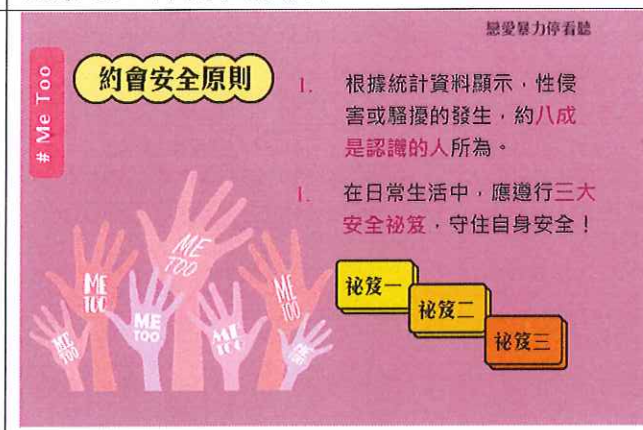 戀愛暴力停看聽
# Me Too
約會安全原則
1. 根據統計資料顯示，性侵
害或騷擾的發生，約八成
是認識的人所為。
1. 在日常生活中，應遵行三大
安全祕笈，守住自身安全！
祕笈一
祕笈二
祕笈三
ME
TOO
ME
TOO
ME
TOO
ME
TOO
ME
TOO
ME
TOO
ME
TOO